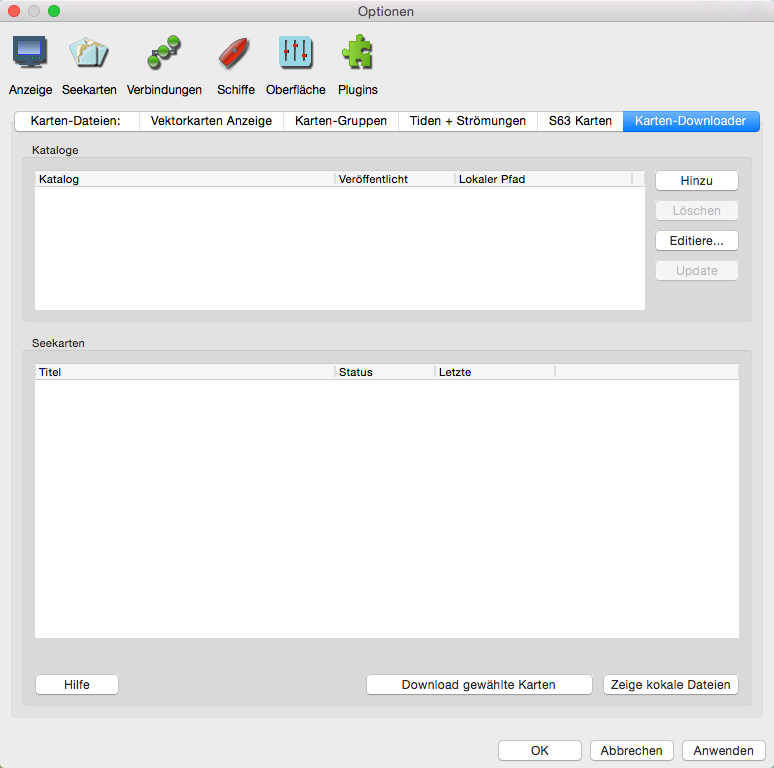 Optionen
Anzeige Seekarten Verbindungen Schiffe Oberfläche Plugins
Karten-Dateien: Vektorkarten Anzeige Karten-Gruppen Tiden + Strömungen S63 Karten Karten-Downloader
Kataloge
Katalog Veröffentlicht Lokaler Pfad
Hinzu
Löschen
Editiere...
Update
Seekarten
Titel Status Letzte
Hilfe Download gewählte Karten Zeige kokale Dateien
OK Abbrechen Anwenden